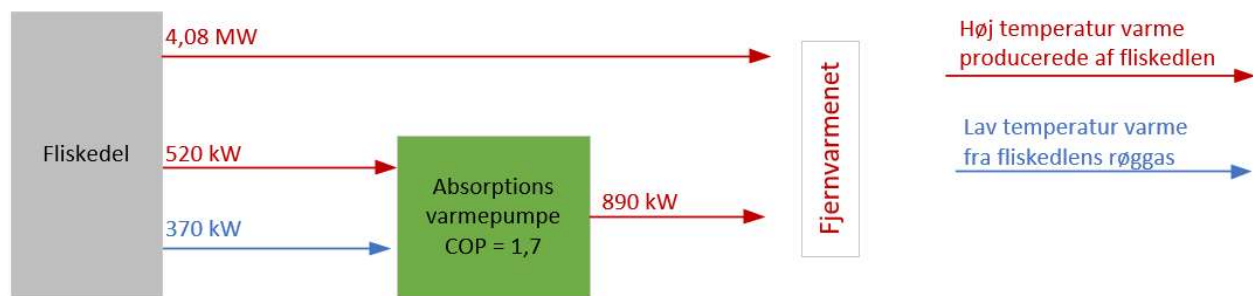 4,08 MW
Fliskedel
520 kW
370 kW
Absorptions
varmepumpe
COP = 1,7
890 kW
Fjernvarmenet
Høj temperatur varme
producerede af fliskedlen
Lav temperatur varme
fra fliskedlens røggas